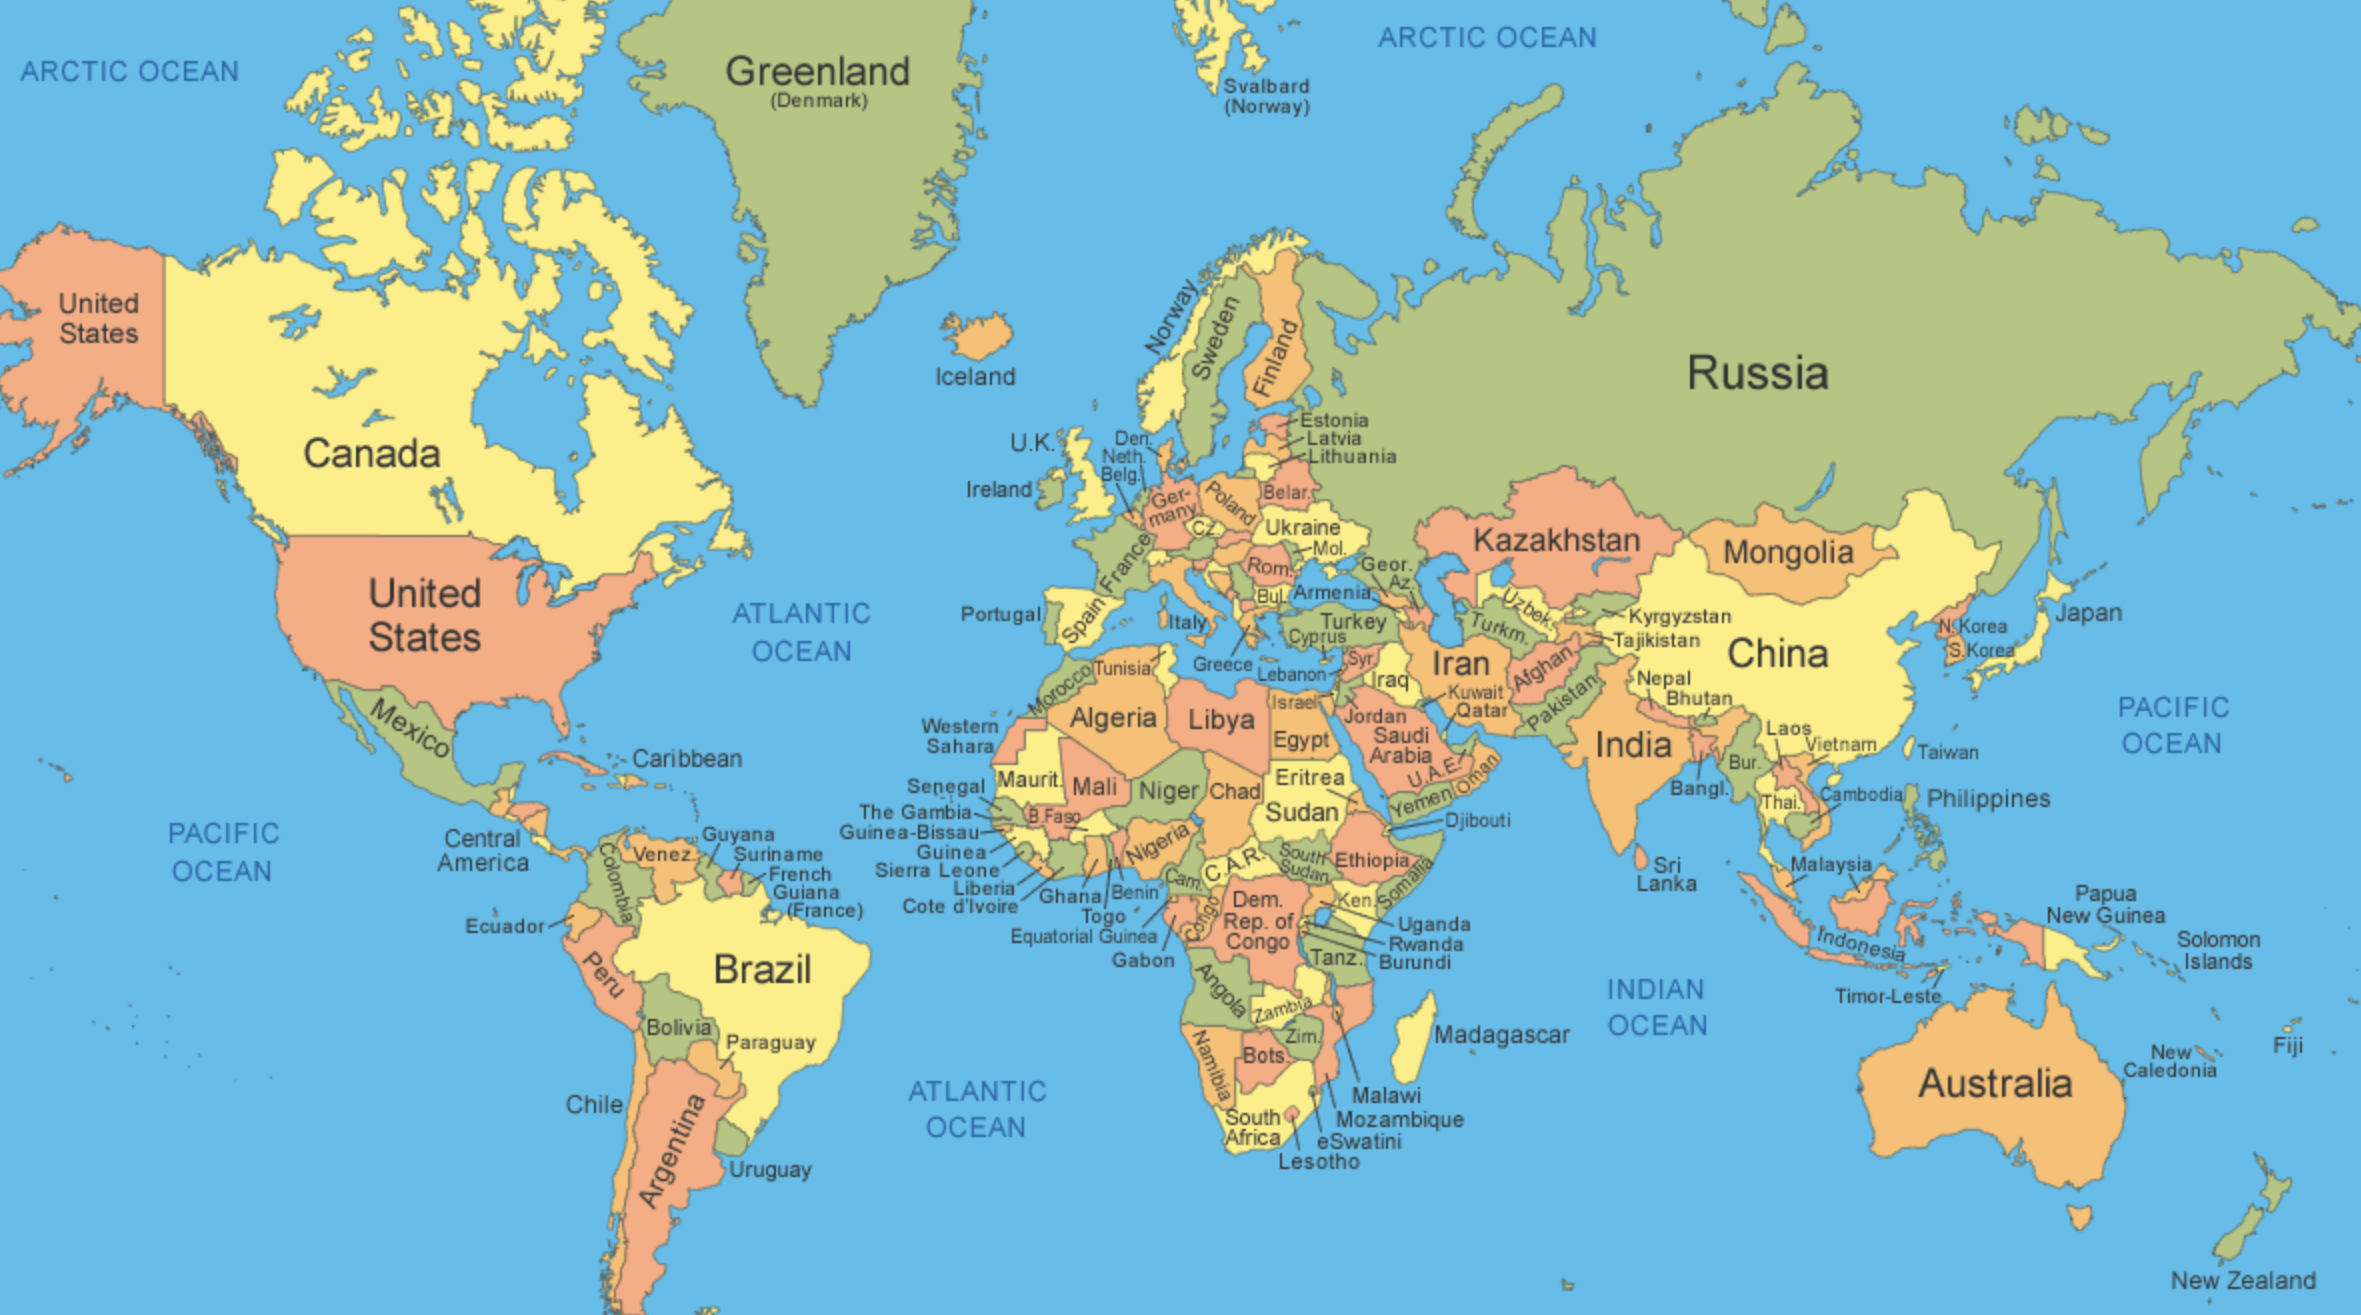 ARCTIC OCEAN
ARCTIC OCEAN
Greenland
(Denmark)
Svalbard
(Norway)
United
States
Canada
Iceland
Norway
Sweden
Finland
Russia
Estonia
Latvia
Lithuania
U.K.
Ireland
Den.
Neth.
Belg.
Ger-
many
Poland
Belar.
Cz.
Ukraine
Mol.
France
Rom.
Bul.
Geor.
Az.
Armenia
Kazakhstan
Mongolia
United
States
ATLANTIC
OCEAN
Portugal
Spain
Italy
Greece
Turkey
Cyprus
Lebanon
Syr.
Iraq
Iran
Israel
Jordan
Kuwait
Qatar
Saudi
Arabia
U.A.E.
Oman
Yemen
Uzbek.
Turkm.
Kyrgyzstan
Tajikistan
Afghan.
Pakistan
China
N.Korea
S.Korea
Japan
Nepal
Bhutan
India
Bangl.
Bur.
Laos
Vietnam
Thai.
Cambodia
Taiwan
Philippines
PACIFIC
OCEAN
Mexico
Caribbean
Central
America
PACIFIC
OCEAN
Morocco
Tunisia
Algeria
Libya
Egypt
Western
Sahara
Maurit.
Mali
Niger
Chad
Eritrea
Sudan
Senegal
The Gambia
Guinea-Bissau
Guinea
Sierra Leone
Liberia
Cote d'Ivoire
B.Faso
Ghana
Togo
Benin
Nigeria
Cam.
Equatorial Guinea
Gabon
Congo
C.A.R.
South
Sudan
Ethiopia
Djibouti
Somalia
Ken.
Uganda
Rwanda
Burundi
Dem.
Rep. of
Congo
Tanz.
Angola
Zambia
Zim.
Namibia
Bots.
Malawi
Mozambique
eSwatini
Lesotho
South
Africa
Madagascar
Colombia
Venez.
Guyana
Suriname
French
Guiana
(France)
Ecuador
Peru
Brazil
Bolivia
Paraguay
Chile
Argentina
Uruguay
ATLANTIC
OCEAN
INDIAN
OCEAN
Sri
Lanka
Malaysia
Indonesia
Timor-Leste
Papua
New Guinea
Solomon
Islands
Australia
New
Caledonia
Fiji
New Zealand